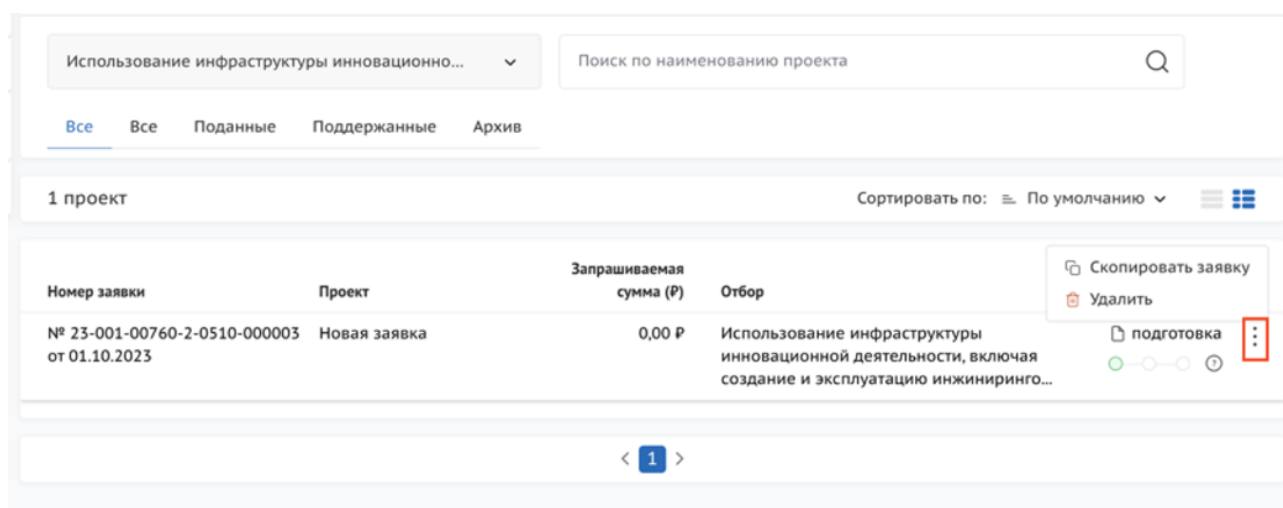 Использование инфраструктуры инновационно...
Поиск по наименованию проекта
Все Все Поданные Поддержанные Архив
1 проект
Сортировать по: По умолчанию
Скопировать заявку
Удалить
Номер заявки
Проект
Запрашиваемая
сумма (₽)
Отбор
№ 23-001-00760-2-0510-000003
от 01.10.2023
Новая заявка
0,00 ₽
Использование инфраструктуры
инновационной деятельности, включая
создание и эксплуатацию инжиниринго...
подготовка
?
< 1 >